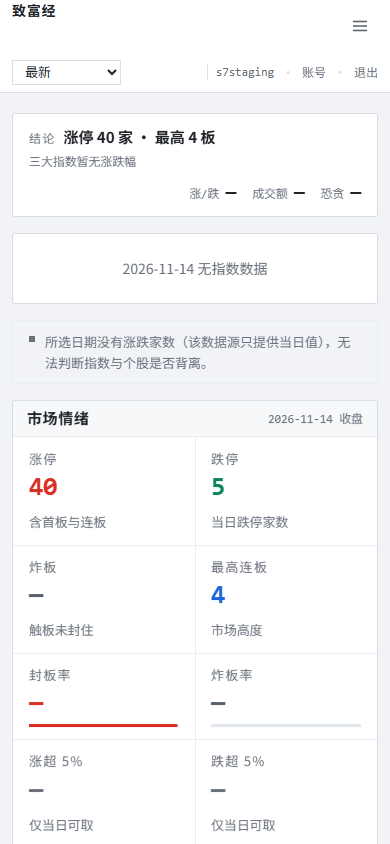 致富经
最新
s7staging • 账号 • 退出
结论 涨停 40 家 · 最高 4 板
三大指数暂无涨跌幅
涨/跌 — 成交额 — 恐贪 —
2026-11-14 无指数数据
所选日期没有涨跌家数（该数据源只提供当日值），无
法判断指数与个股是否背离。
市场情绪 2026-11-14 收盘
涨停 跌停
40 5
含首板与连板 当日跌停家数
炸板 最高连板
— 4
触板未封住 市场高度
封板率 炸板率
— —
涨超 5% 跌超 5%
— —
仅当日可取 仅当日可取